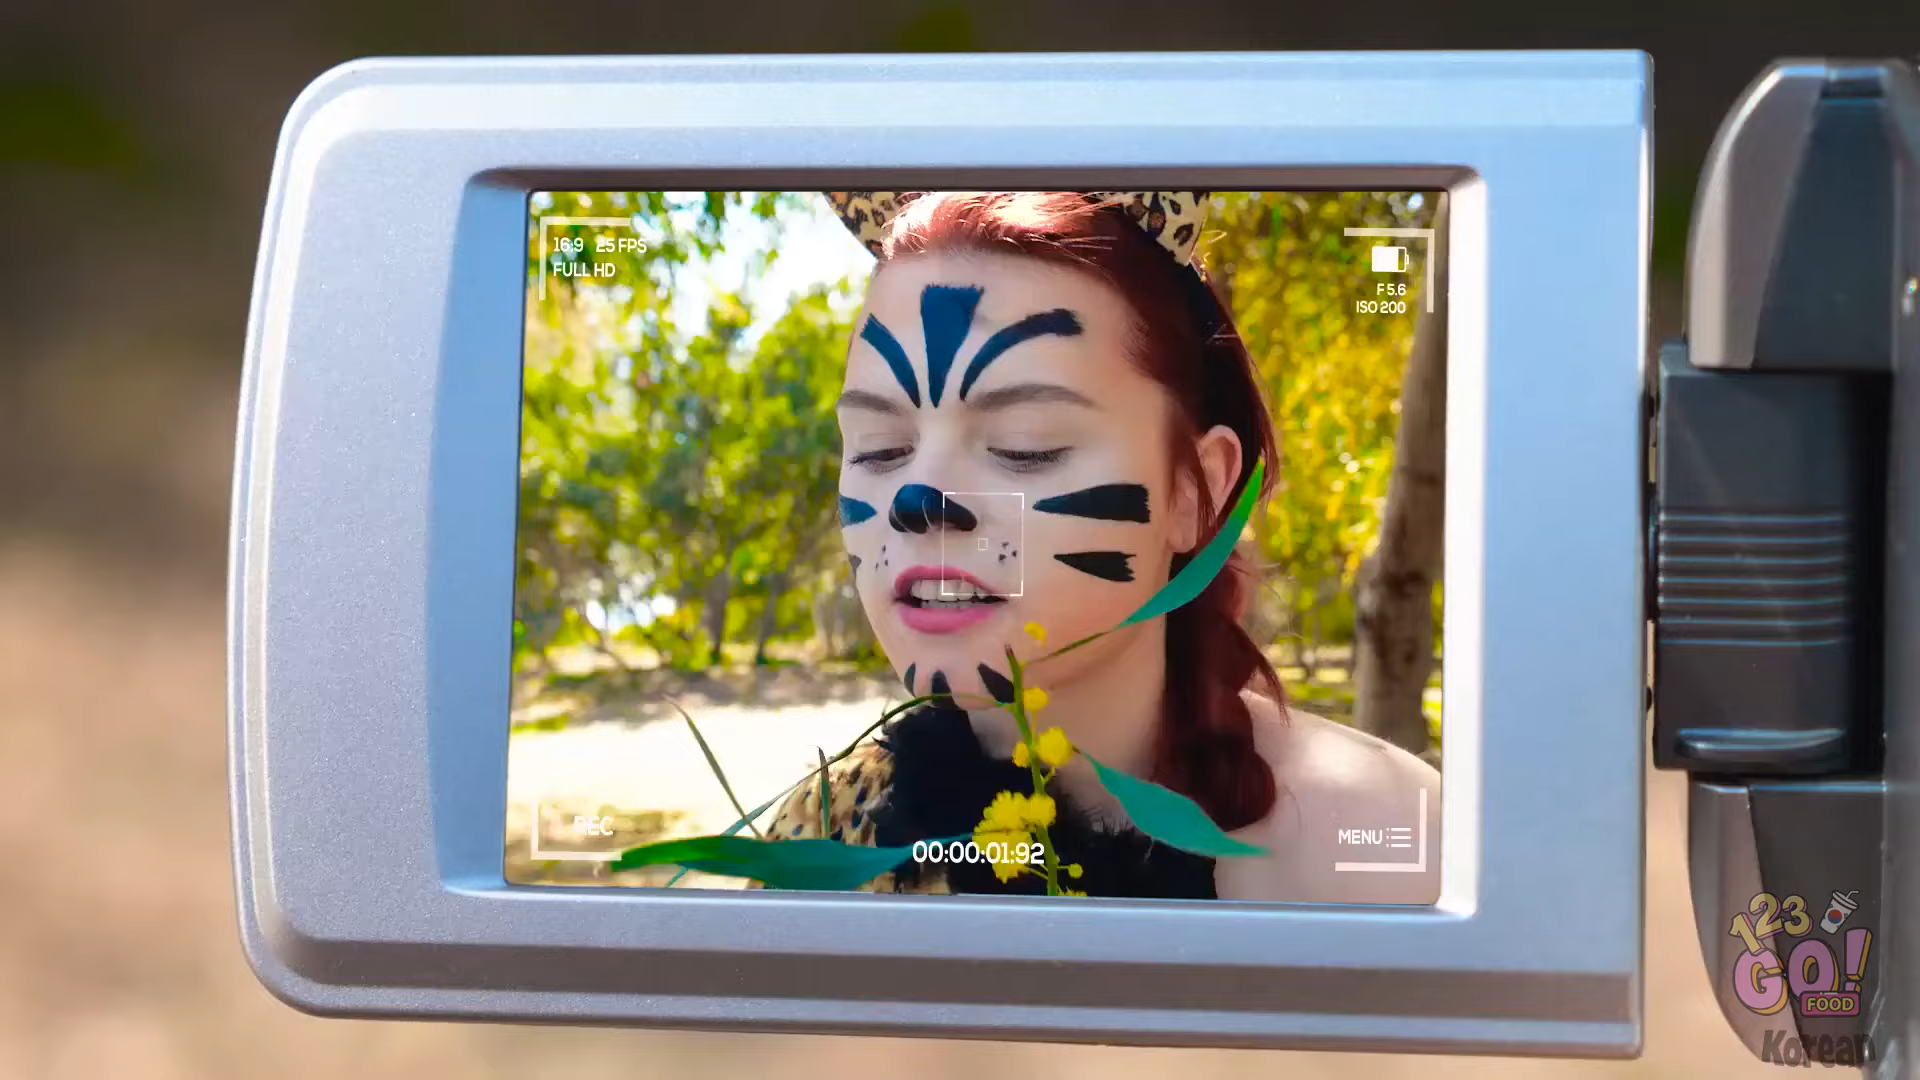 16:9 25 FPS
FULL HD
F 5.6
ISO 200
REC
00:00:01:92
MENU
123
GO!
FOOD
Korean